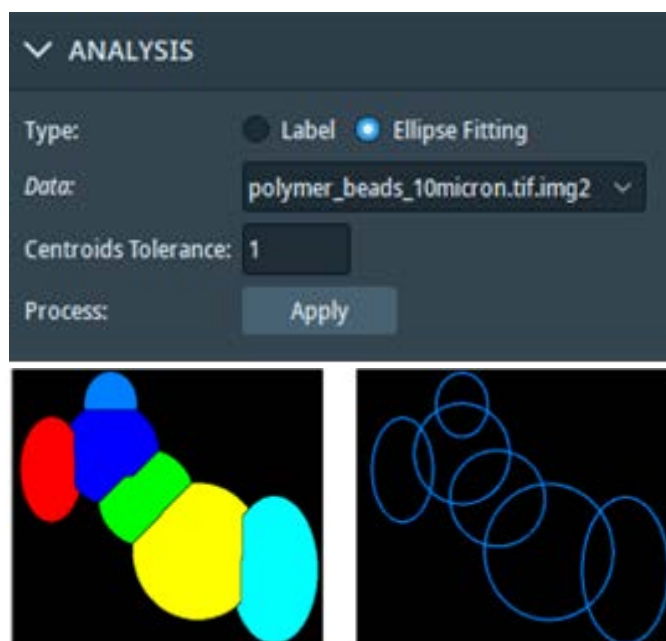 ANALYSIS
Type: Label Ellipse Fitting
Data: polymer_beads_10micron.tif.img2
Centroids Tolerance: 1
Process: Apply